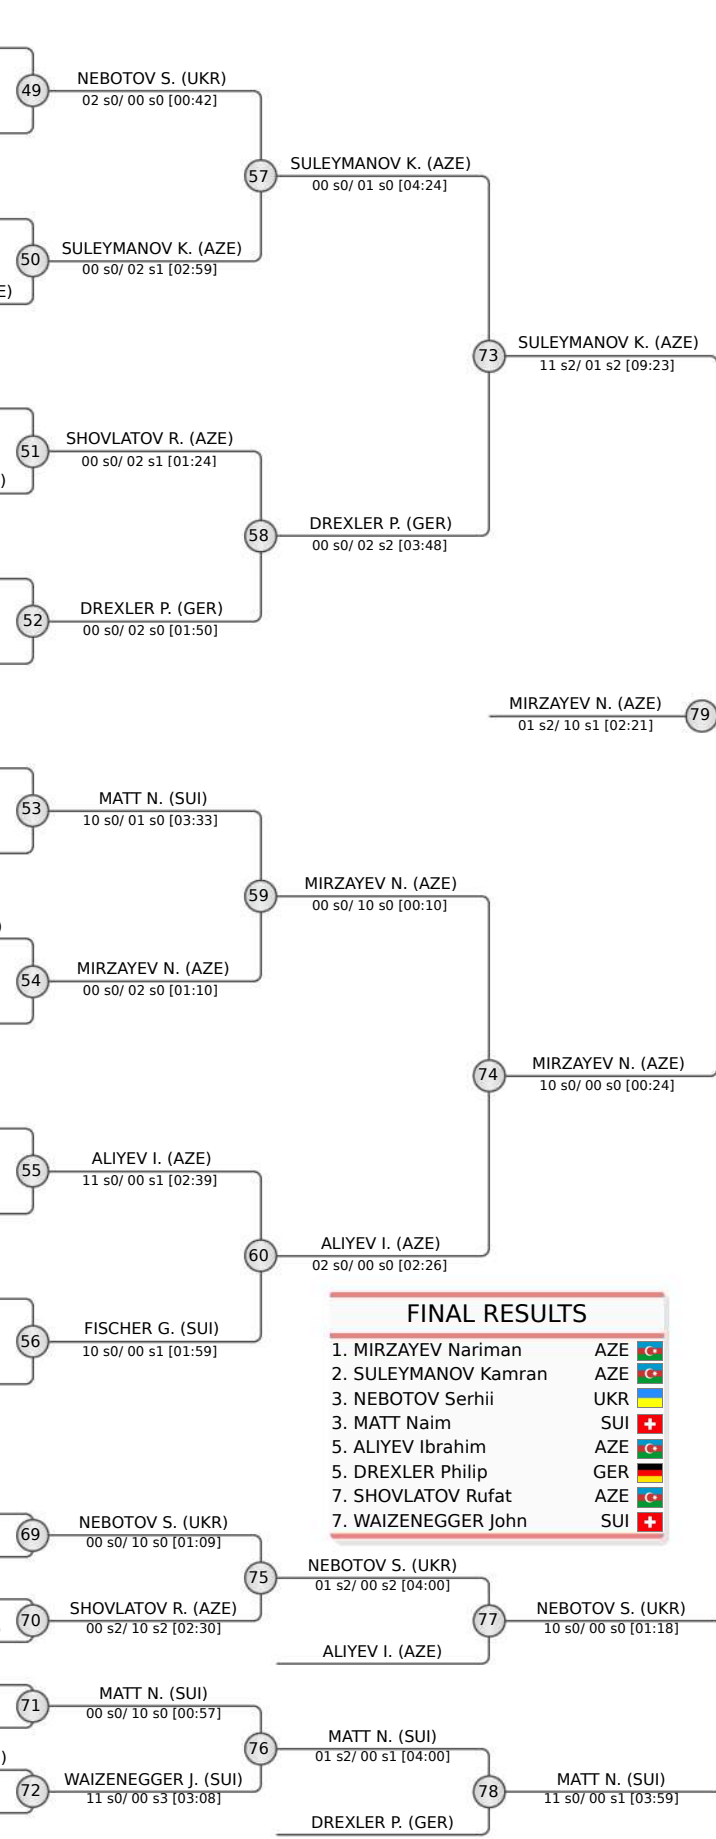 49
NEBOTOV S. (UKR)
02 s0/ 00 s0 [00:42]
57
SULEYMANOV K. (AZE)
00 s0/ 01 s0 [04:24]
50
SULEYMANOV K. (AZE)
00 s0/ 02 s1 [02:59]
E)
73
SULEYMANOV K. (AZE)
11 s2/ 01 s2 [09:23]
51
SHOVLATOV R. (AZE)
00 s0/ 02 s1 [01:24]
)
58
DREXLER P. (GER)
00 s0/ 02 s2 [03:48]
52
DREXLER P. (GER)
00 s0/ 02 s0 [01:50]
MIRZAYEV N. (AZE)
01 s2/ 10 s1 [02:21]
79
53
MATT N. (SUI)
10 s0/ 01 s0 [03:33]
59
MIRZAYEV N. (AZE)
00 s0/ 10 s0 [00:10]
)
54
MIRZAYEV N. (AZE)
00 s0/ 02 s0 [01:10]
74
MIRZAYEV N. (AZE)
10 s0/ 00 s0 [00:24]
55
ALIYEV I. (AZE)
11 s0/ 00 s1 [02:39]
60
ALIYEV I. (AZE)
02 s0/ 00 s0 [02:26]
56
FISCHER G. (SUI)
10 s0/ 00 s1 [01:59]
FINAL RESULTS
1. MIRZAYEV Nariman AZE
2. SULEYMANOV Kamran AZE
3. NEBOTOV Serhii UKR
3. MATT Naim SUI
5. ALIYEV Ibrahim AZE
5. DREXLER Philip GER
7. SHOVLATOV Rufat AZE
7. WAIZENEGGER John SUI
69
NEBOTOV S. (UKR)
00 s0/ 10 s0 [01:09]
75
NEBOTOV S. (UKR)
01 s2/ 00 s2 [04:00]
70
SHOVLATOV R. (AZE)
00 s2/ 10 s2 [02:30]
77
NEBOTOV S. (UKR)
10 s0/ 00 s0 [01:18]
ALIYEV I. (AZE)
71
MATT N. (SUI)
00 s0/ 10 s0 [00:57]
76
MATT N. (SUI)
01 s2/ 00 s1 [04:00]
)
72
WAIZENEGGER J. (SUI)
11 s0/ 00 s3 [03:08]
78
MATT N. (SUI)
11 s0/ 00 s1 [03:59]
DREXLER P. (GER)